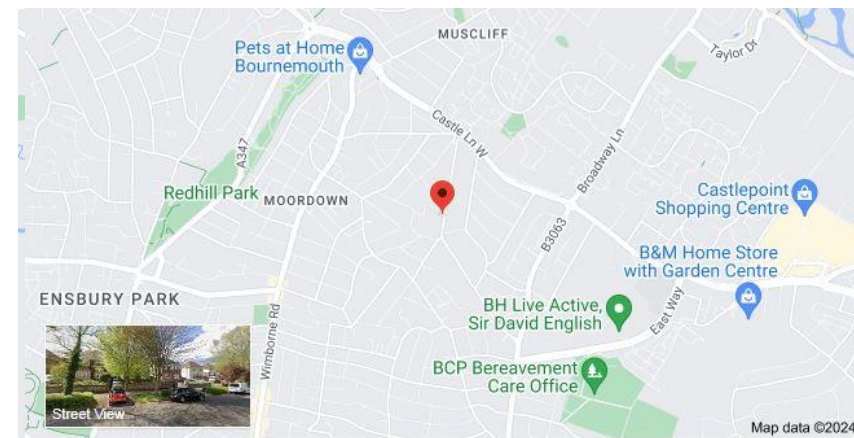 MUSCLIFF
Pets at Home
Bournemouth
Taylor Dr
Castle Ln W
Broadway Ln
A347
Redhill Park
MOORDOWN
Castlepoint
Shopping Centre
B3063
B&M Home Store
with Garden Centre
ENSBURY PARK
BH Live Active,
Sir David English
East Way
Wimborne Rd
BCP Bereavement
Care Office
Street View
Map data ©2024